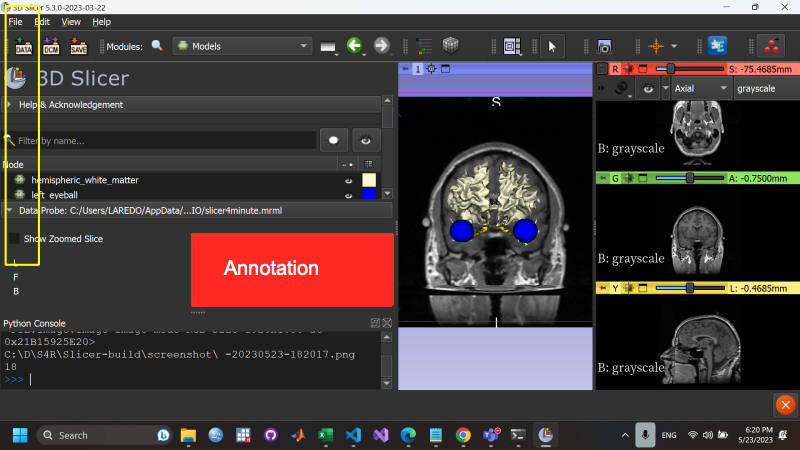 3D Slicer 5.3.0-2023-03-22
File Edit View Help
DATA DCM SAVE Modules: Models
3D Slicer
Help & Acknowledgement
Filter by name...
Node
hemispheric_white_matter
left_eyeball
Data Probe: C:/Users/LAREDO/AppData/...IO/slicer4minute.mrml
Show Zoomed Slice
L
F
B
Annotation
Python Console
0x21B15925E20>
C:\D\S4R\Slicer-build\screenshot\ -20230523-182017.png
18
>>>
1
S
I
R S: -75.4685mm
Axial grayscale
B: grayscale
G A: -0.7500mm
B: grayscale
Y L: -0.4685mm
B: grayscale
Search
ENG
6:20 PM
5/23/2023